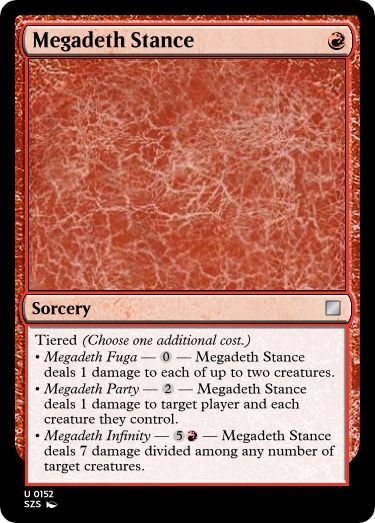 Megadeth Stance
Sorcery
Tiered (Choose one additional cost.)
• Megadeth Fuga — 0 — Megadeth Stance
deals 1 damage to each of up to two creatures.
• Megadeth Party — 2 — Megadeth Stance
deals 1 damage to target player and each
creature they control.
• Megadeth Infinity — 5 — Megadeth Stance
deals 7 damage divided among any number of
target creatures.
U 0152
SZS